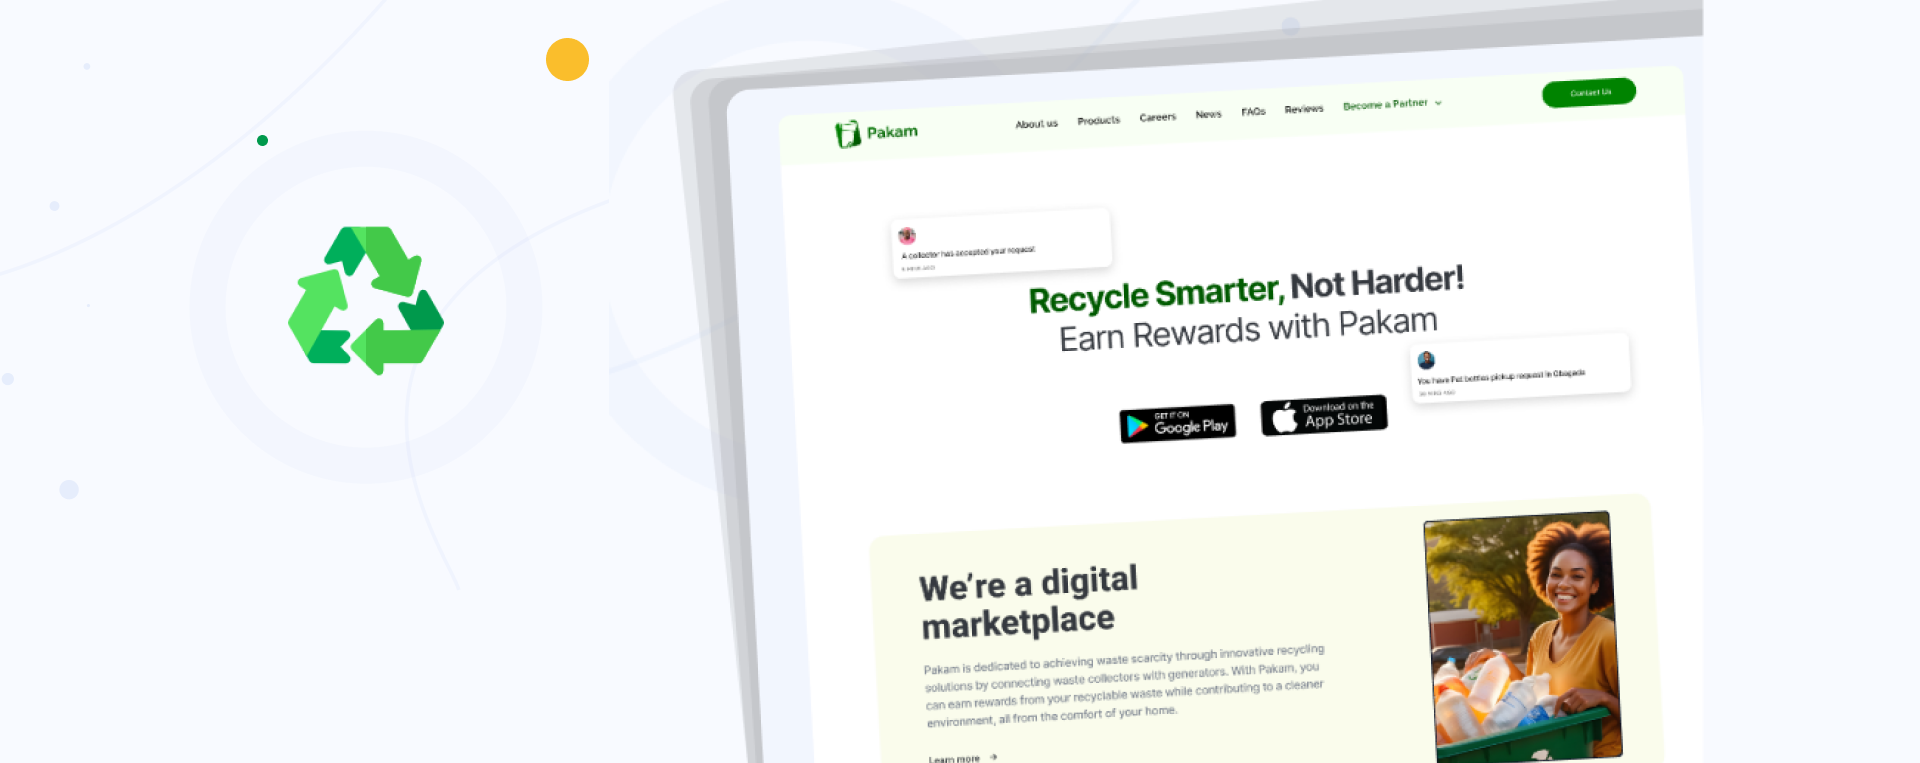 Pakam
About us Products Careers News FAQs Reviews Become a Partner
Contact Us
A collector has accepted your request
5 MINS AGO
Recycle Smarter, Not Harder!
Earn Rewards with Pakam
You have Pet bottles pickup request in Gbagada
GET IT ON
Google Play
Download on the
App Store
We're a digital
marketplace
Pakam is dedicated to achieving waste scarcity through innovative recycling
solutions by connecting waste collectors with generators. With Pakam, you
can earn rewards from your recyclable waste while contributing to a cleaner
environment, all from the comfort of your home.
Learn more